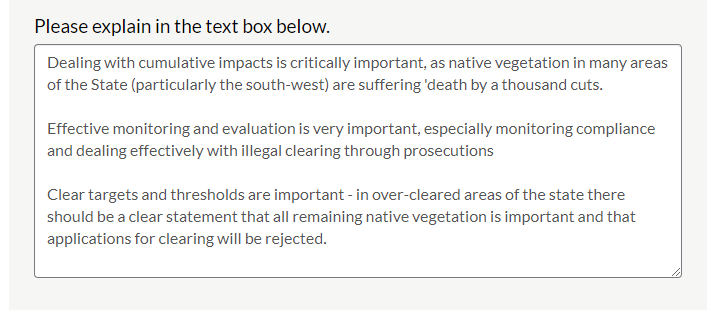 Please explain in the text box below.
Dealing with cumulative impacts is critically important, as native vegetation in many areas
of the State (particularly the south-west) are suffering 'death by a thousand cuts.
Effective monitoring and evaluation is very important, especially monitoring compliance
and dealing effectively with illegal clearing through prosecutions
Clear targets and thresholds are important - in over-cleared areas of the state there
should be a clear statement that all remaining native vegetation is important and that
applications for clearing will be rejected.